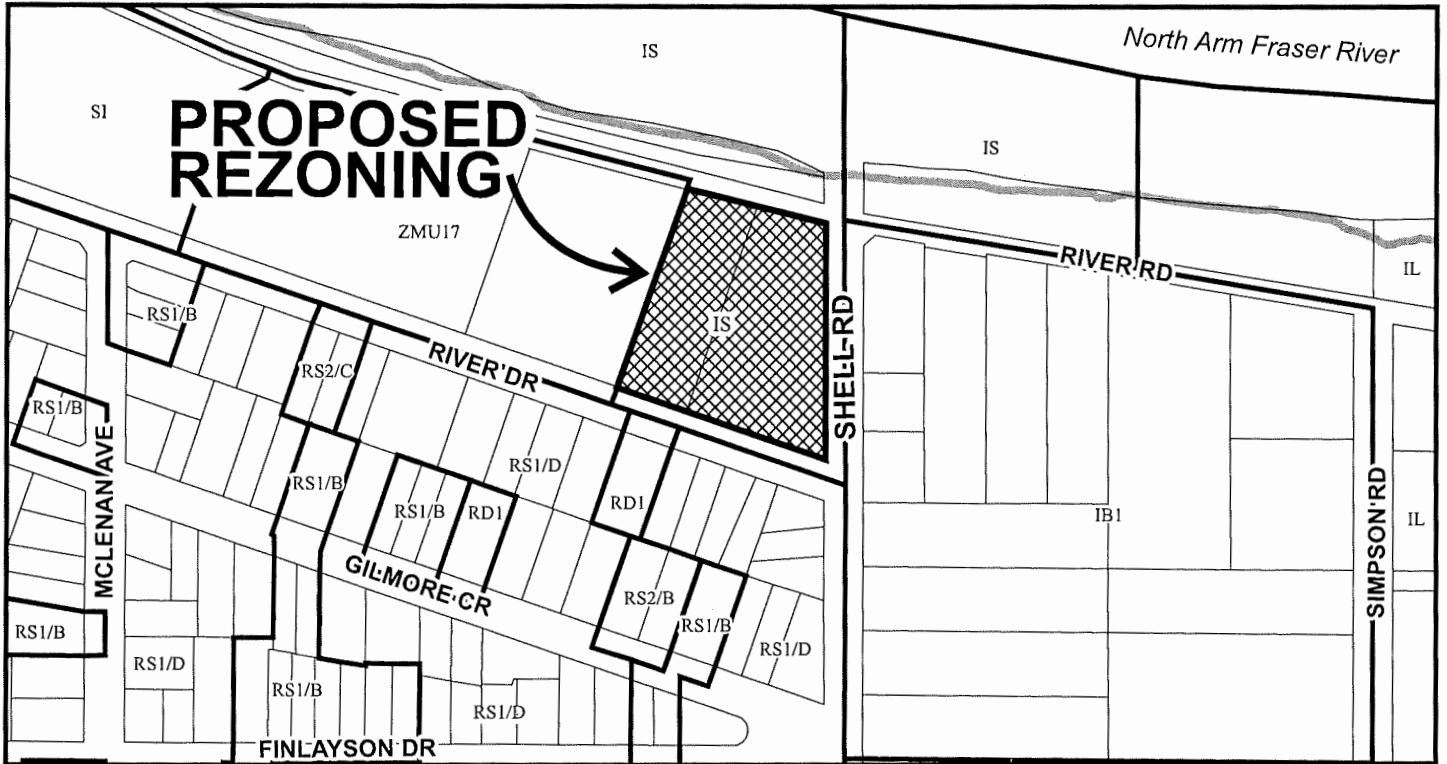 IS
North Arm Fraser River
SI
PROPOSED
REZONING
IS
ZMU17
RIVER RD
IL
RS1/B
IS
SHELL RD
RIVER DR
RS2/C
RS1/B
MCLENAN AVE
RS1/B
RS1/D
RS1/B
RD1
RD1
IB1
SIMPSON RD
IL
GILMORE CR
RS2/B
RS1/B
RS1/B
RS1/D
RS1/D
RS1/B
RS1/D
FINLAYSON DR